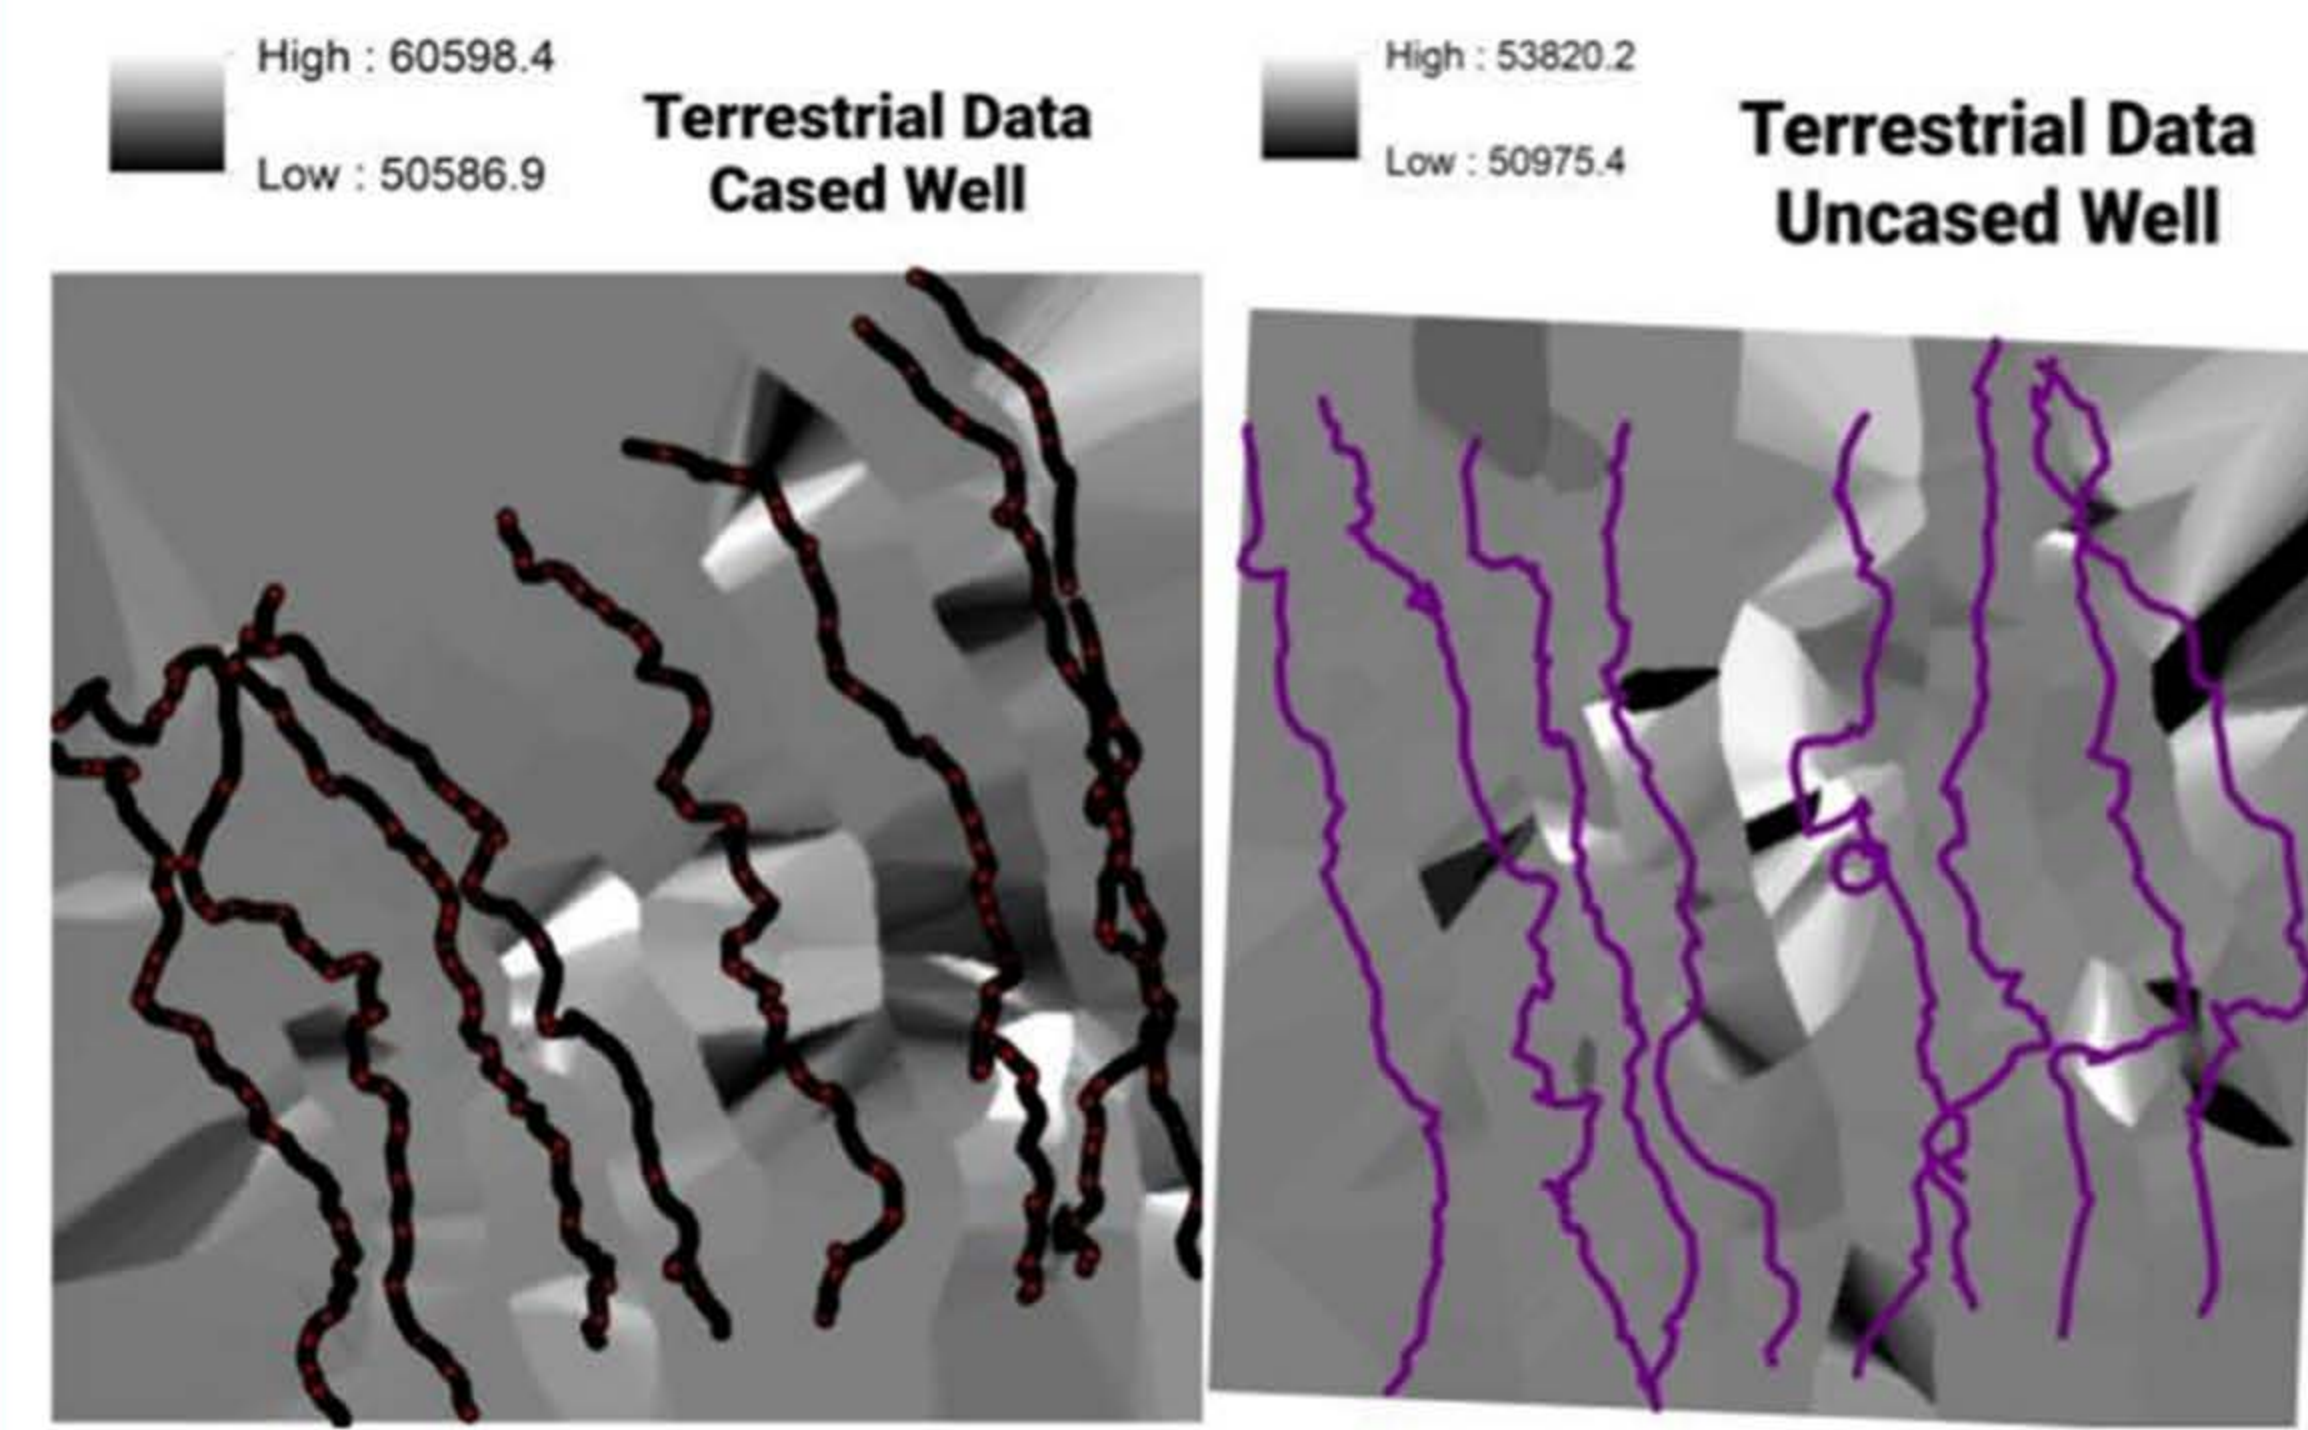 High : 60598.4
Low : 50586.9
Terrestrial Data
Cased Well
High : 53820.2
Low : 50975.4
Terrestrial Data
Uncased Well